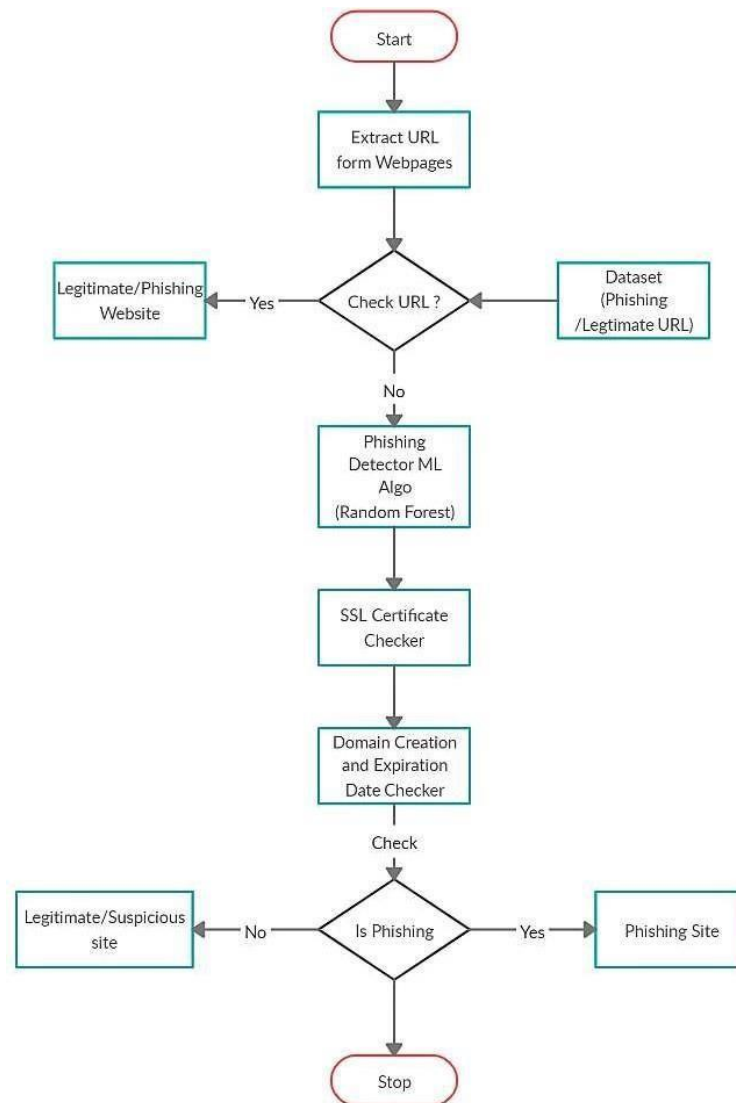 Start
Extract URL
form Webpages
Legitimate/Phishing
Website
Yes
Check URL ?
Dataset
(Phishing
/Legtimate URL)
No
Phishing
Detector ML
Algo
(Random Forest)
SSL Certificate
Checker
Domain Creation
and Expiration
Date Checker
Check
Legitimate/Suspicious
site
No
Is Phishing
Yes
Phishing Site
Stop